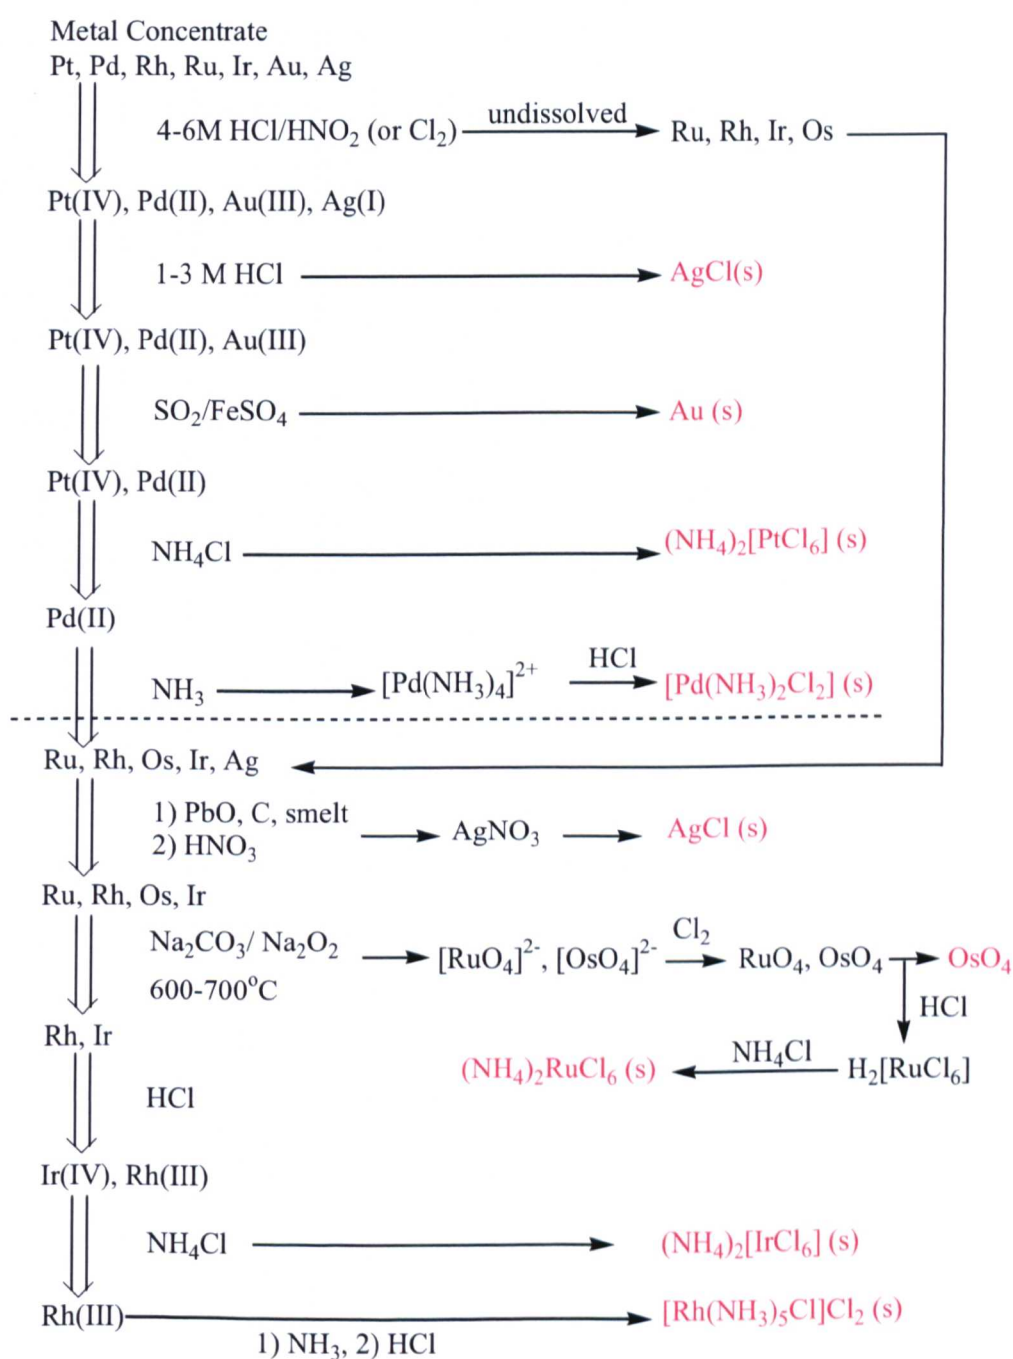 Metal Concentrate
Pt, Pd, Rh, Ru, Ir, Au, Ag
4-6M HCl/HNO₂ (or Cl₂) undissolved Ru, Rh, Ir, Os
Pt(IV), Pd(II), Au(III), Ag(I)
1-3 M HCl AgCl(s)
Pt(IV), Pd(II), Au(III)
SO₂/FeSO₄ Au (s)
Pt(IV), Pd(II)
NH₄Cl (NH₄)₂[PtCl₆] (s)
Pd(II)
NH₃ [Pd(NH₃)₄]²⁺ HCl [Pd(NH₃)₂Cl₂] (s)
Ru, Rh, Os, Ir, Ag
1) PbO, C, smelt
2) HNO₃ AgNO₃ AgCl (s)
Ru, Rh, Os, Ir
Na₂CO₃/ Na₂O₂ [RuO₄]²⁻, [OsO₄]²⁻ Cl₂ RuO₄, OsO₄ OsO₄
600-700°C HCl
Rh, Ir
(NH₄)₂RuCl₆ (s) NH₄Cl H₂[RuCl₆]
HCl
Ir(IV), Rh(III)
NH₄Cl (NH₄)₂[IrCl₆] (s)
Rh(III) [Rh(NH₃)₅Cl]Cl₂ (s)
1) NH₃, 2) HCl